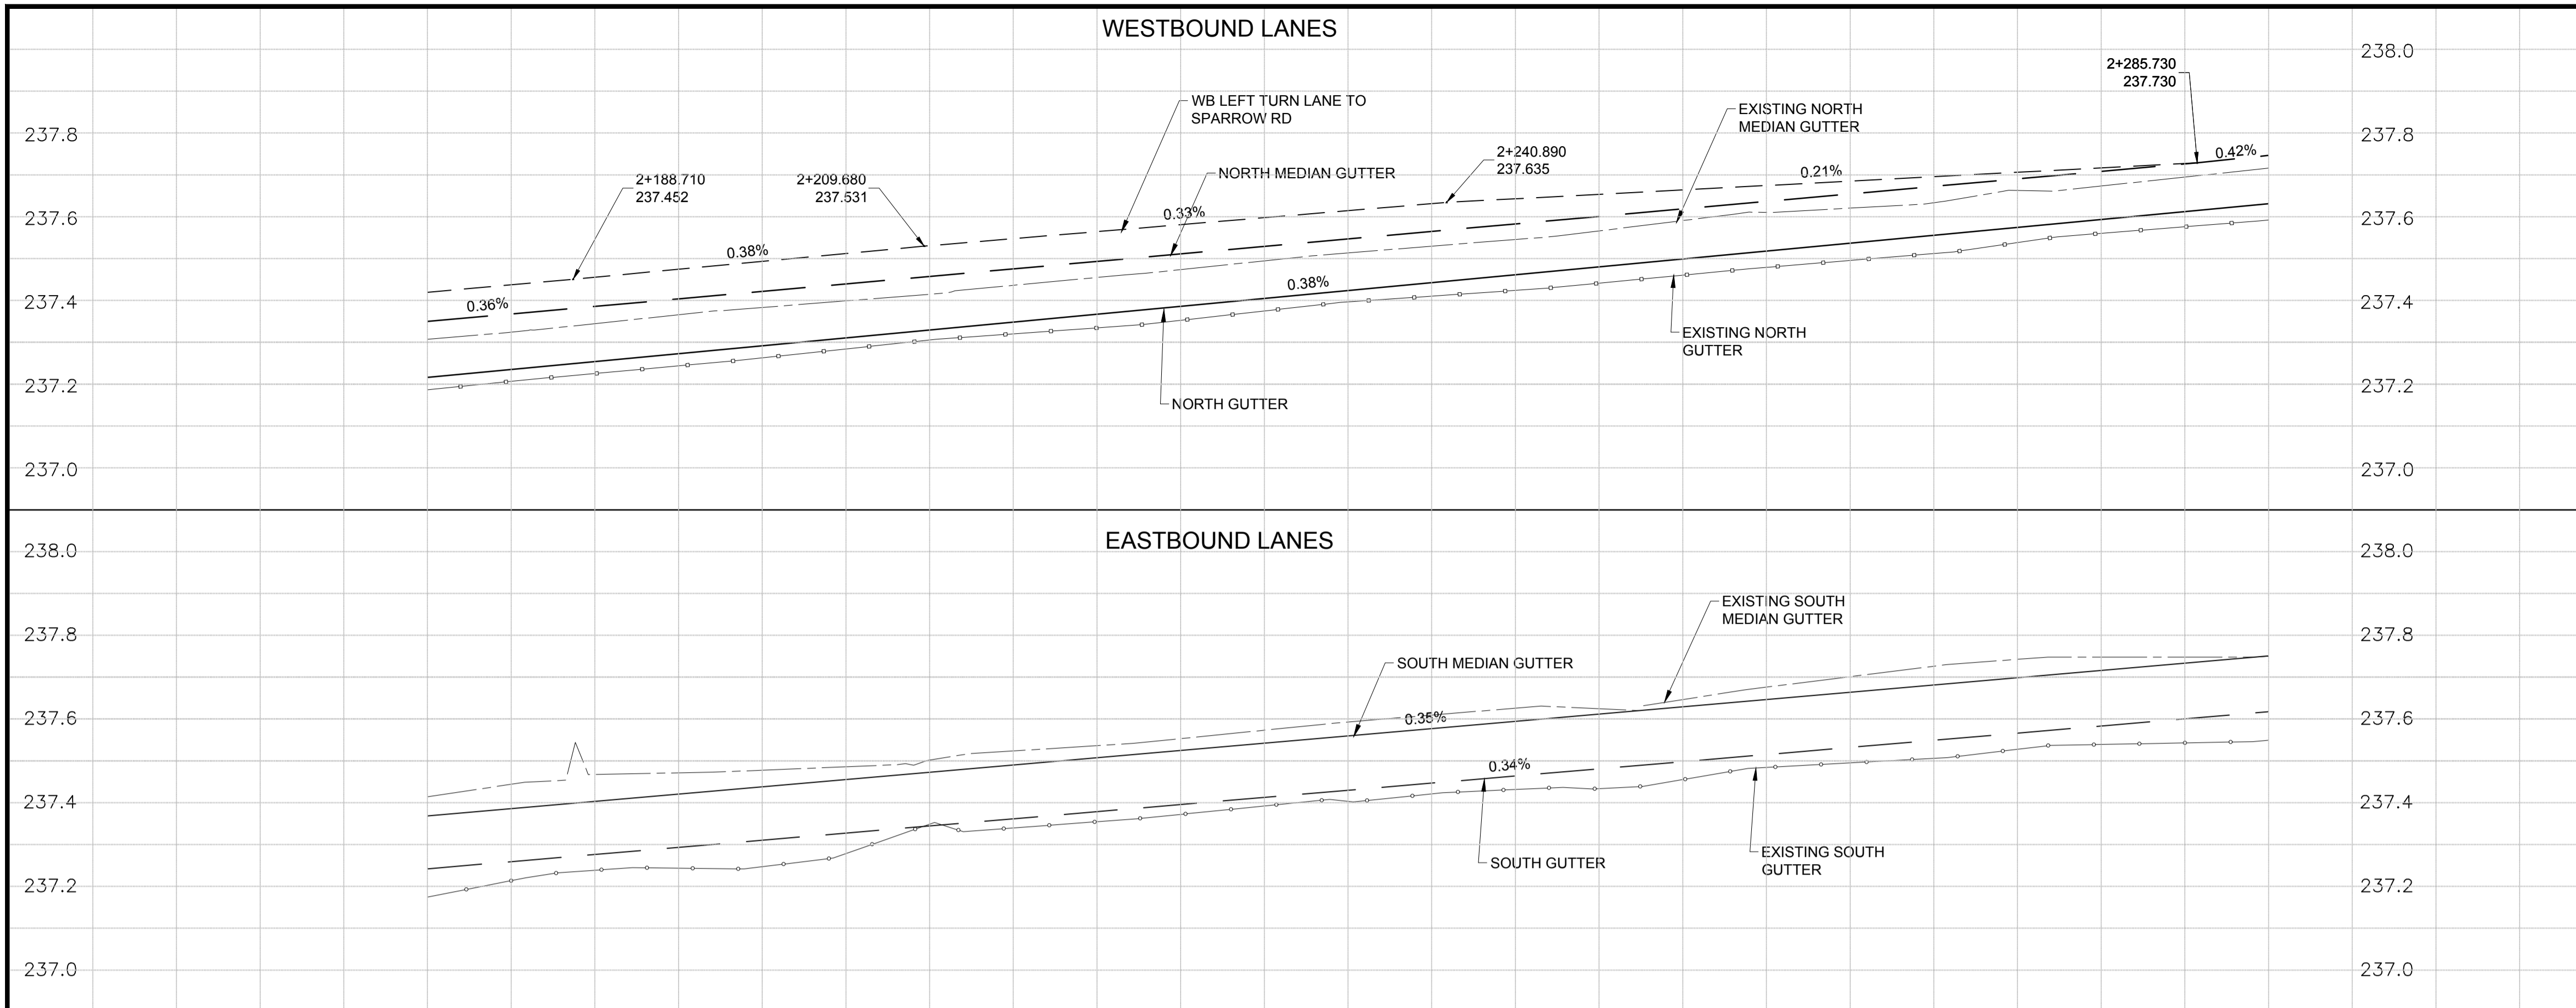 WESTBOUND LANES
238.0
2+285.730
237.730
WB LEFT TURN LANE TO
SPARROW RD
EXISTING NORTH
MEDIAN GUTTER
237.8
237.8
2+240.890
237.635
0.42%
NORTH MEDIAN GUTTER
0.21%
2+188.710
237.452
2+209.680
237.531
237.6
0.33%
237.6
0.38%
0.38%
237.4
0.36%
237.4
EXISTING NORTH
GUTTER
237.2
237.2
NORTH GUTTER
237.0
237.0
EASTBOUND LANES
238.0
238.0
EXISTING SOUTH
MEDIAN GUTTER
237.8
237.8
SOUTH MEDIAN GUTTER
237.6
0.35%
237.6
0.34%
237.4
237.4
EXISTING SOUTH
GUTTER
SOUTH GUTTER
237.2
237.2
237.0
237.0